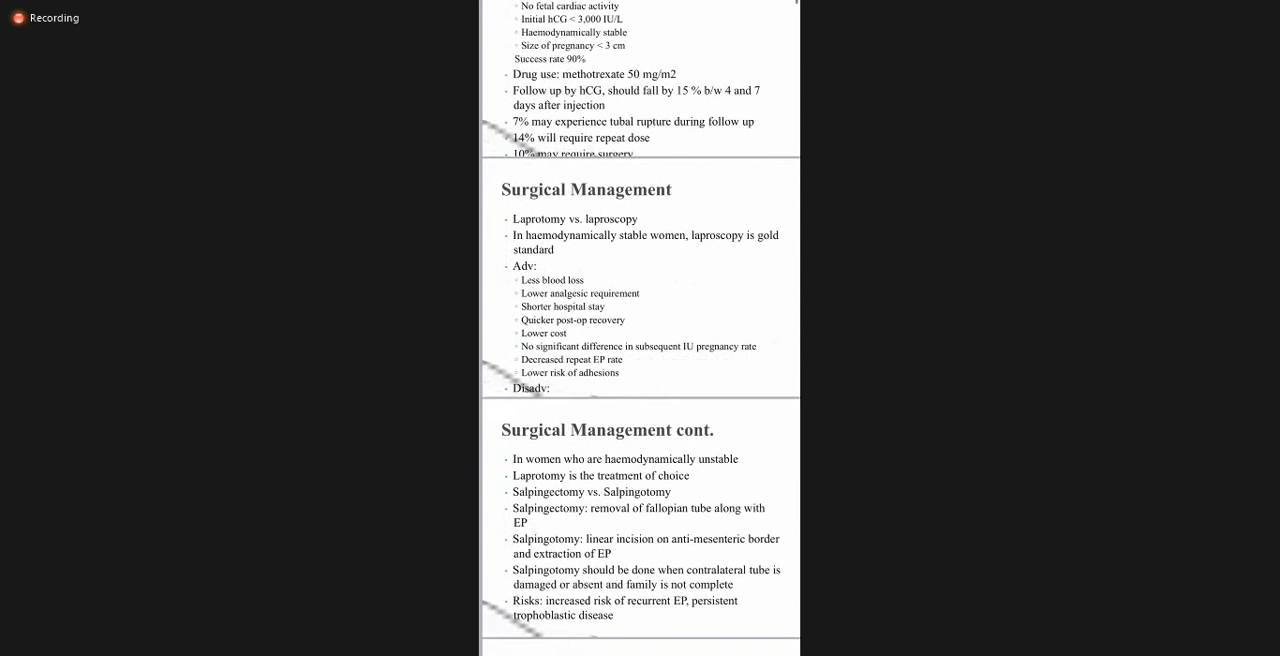 Recording
No fetal cardiac activity
Initial hCG < 3,000 IU/L
Haemodynamically stable
Size of pregnancy < 3 cm
Success rate 90%
Drug use: methotrexate 50 mg/m2
Follow up by hCG, should fall by 15 % b/w 4 and 7
days after injection
7% may experience tubal rupture during follow up
14% will require repeat dose
10% may require surgery
Surgical Management
Laprotomy vs. laproscopy
In haemodynamically stable women, laproscopy is gold
standard
Adv:
Less blood loss
Lower analgesic requirement
Shorter hospital stay
Quicker post-op recovery
Lower cost
No significant difference in subsequent IU pregnancy rate
Decreased repeat EP rate
Lower risk of adhesions
Disadv:
Surgical Management cont.
In women who are haemodynamically unstable
Laprotomy is the treatment of choice
Salpingectomy vs. Salpingotomy
Salpingectomy: removal of fallopian tube along with
EP
Salpingotomy: linear incision on anti-mesenteric border
and extraction of EP
Salpingotomy should be done when contralateral tube is
damaged or absent and family is not complete
Risks: increased risk of recurrent EP, persistent
trophoblastic disease